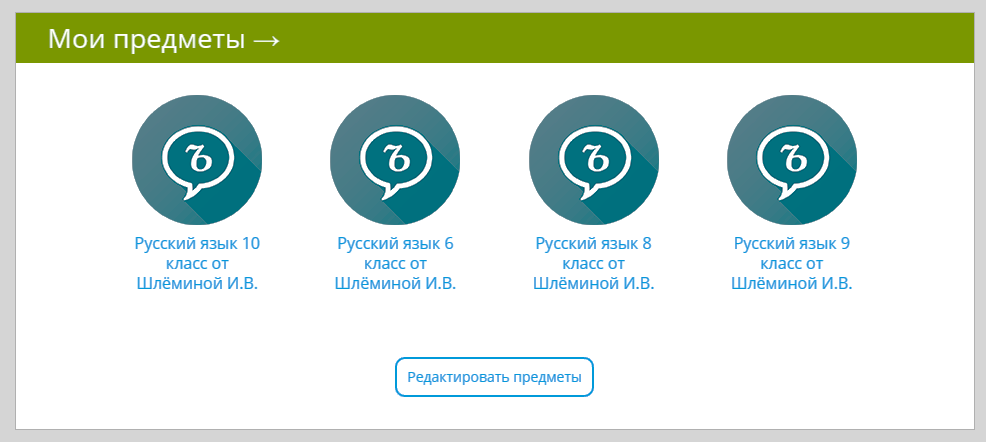 Мои предметы →
Ъ Ъ Ъ Ъ
Русский язык 10
класс от
Шлёминой И.В.
Русский язык 6
класс от
Шлёминой И.В.
Русский язык 8
класс от
Шлёминой И.В.
Русский язык 9
класс от
Шлёминой И.В.
Редактировать предметы